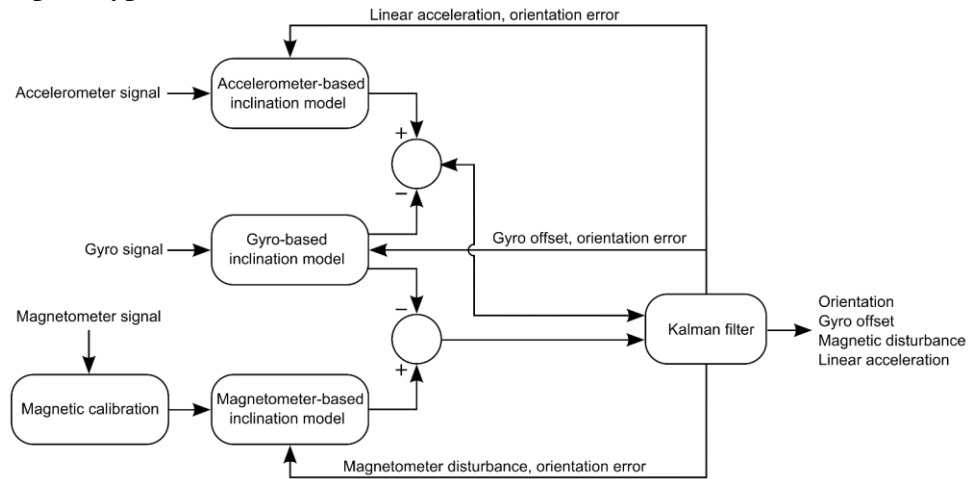 Linear acceleration, orientation error
Accelerometer signal
Accelerometer-based
inclination model
+
−
Gyro signal
Gyro-based
inclination model
Gyro offset, orientation error
Magnetometer signal
−
+
Kalman filter
Orientation
Gyro offset
Magnetic disturbance
Linear acceleration
Magnetic calibration
Magnetometer-based
inclination model
Magnetometer disturbance, orientation error